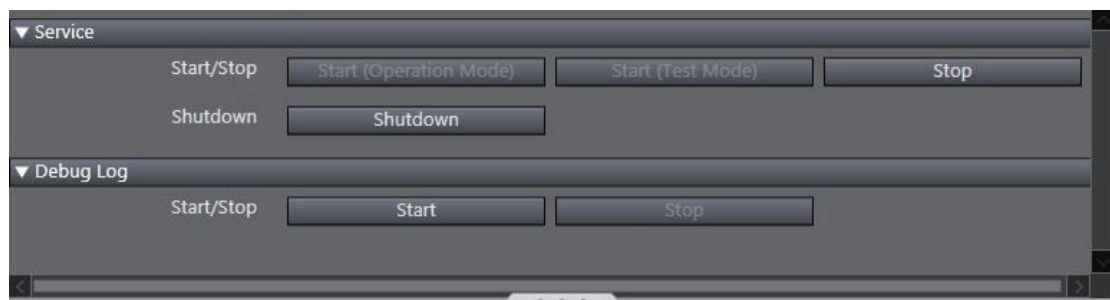 ▼ Service
Start/Stop Start (Operation Mode) Start (Test Mode) Stop
Shutdown Shutdown
▼ Debug Log
Start/Stop Start Stop